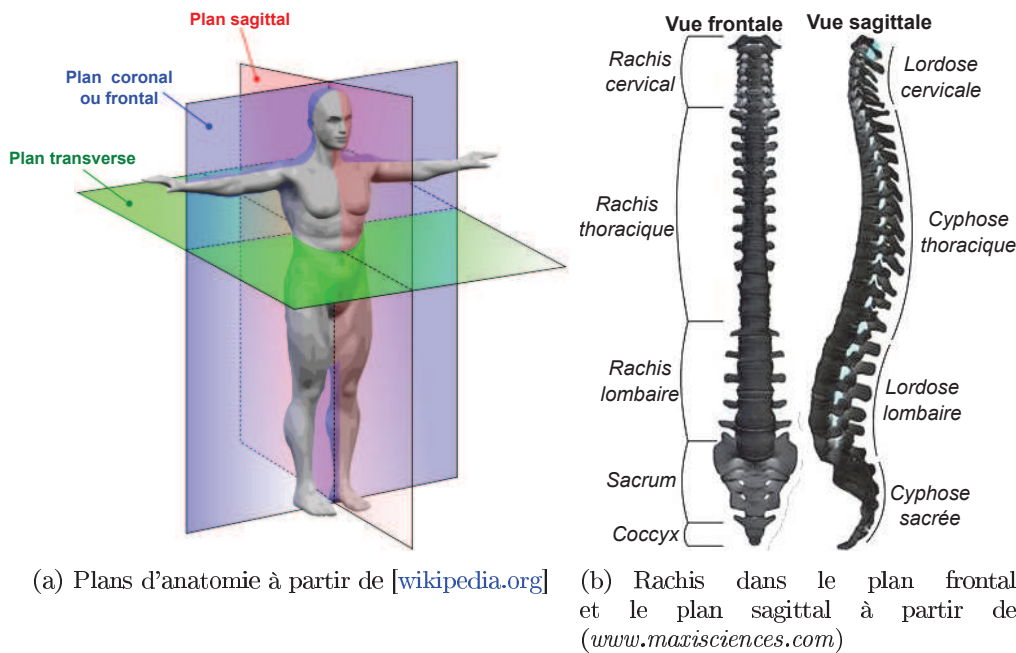 Plan sagittal
Plan coronal
ou frontal
Plan transverse
(a) Plans d'anatomie à partir de [wikipedia.org]
Vue frontale
Vue sagittale
Rachis
cervical
Rachis
thoracique
Rachis
lombaire
Sacrum
Coccyx
Lordose
cervicale
Cyphose
thoracique
Lordose
lombaire
Cyphose
sacrée
(b) Rachis dans le plan frontal
et le plan sagittal à partir de
(www.maxisciences.com)